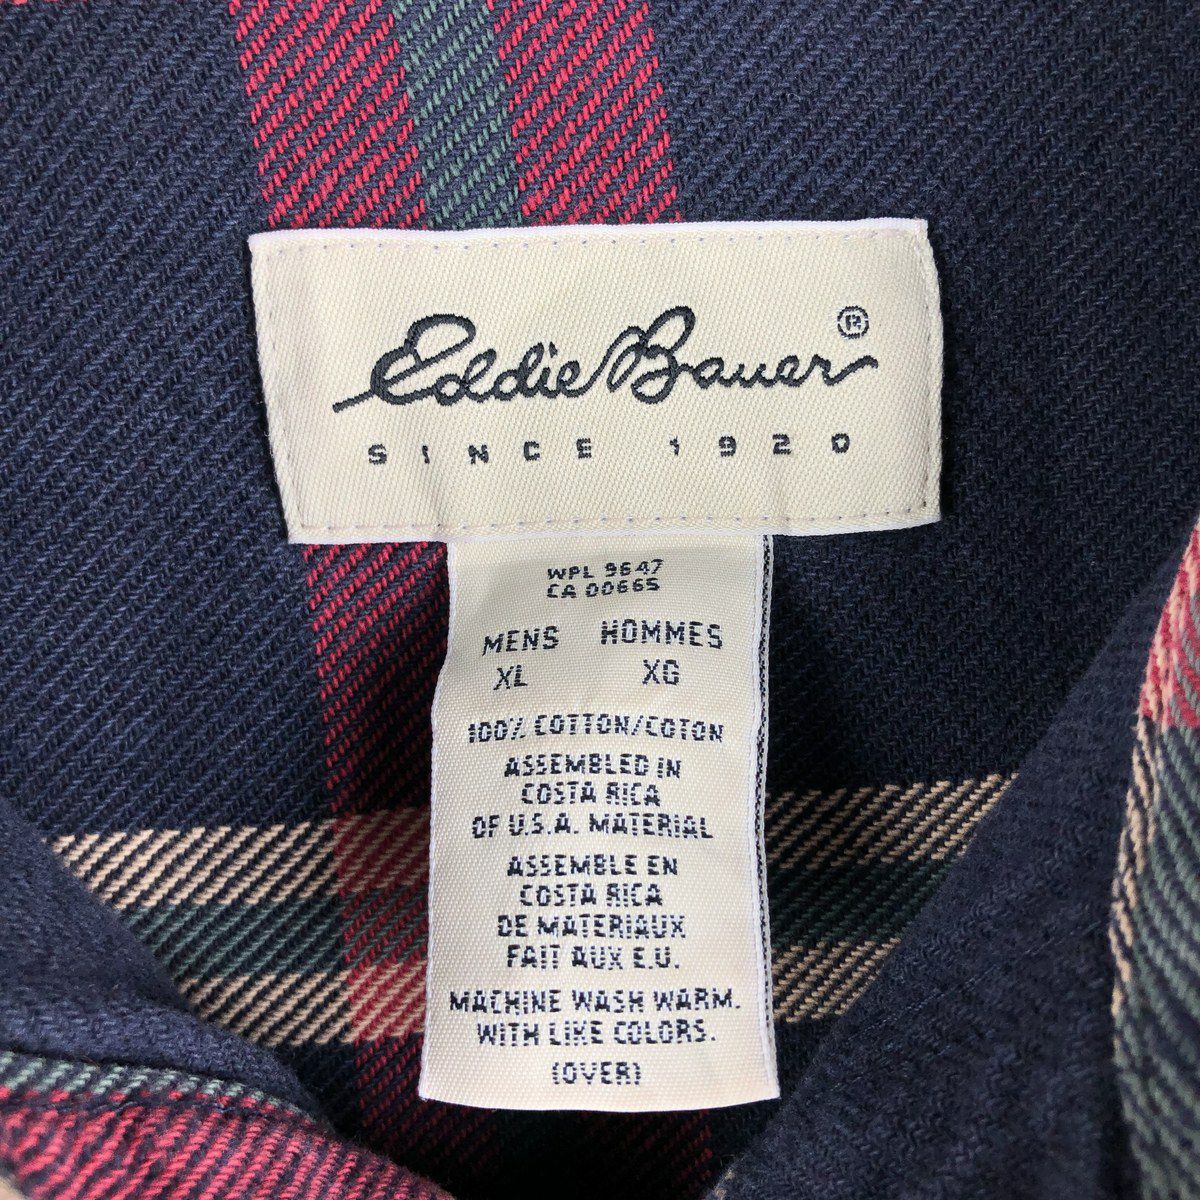 Eddie Bauer ®
SINCE 1920
WPL 9647
CA 00665
MENS HOMMES
XL XG
100% COTTON/COTON
ASSEMBLED IN
COSTA RICA
OF U.S.A. MATERIAL
ASSEMBLE EN
COSTA RICA
DE MATERIAUX
FAIT AUX E.U.
MACHINE WASH WARM.
WITH LIKE COLORS.
(OVER)